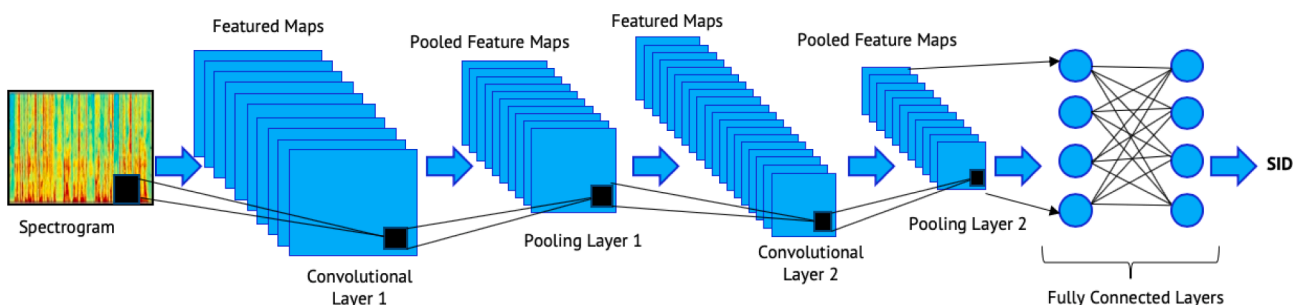 Featured Maps
Pooled Feature Maps
Featured Maps
Pooled Feature Maps
SID
Spectrogram
Convolutional
Layer 1
Pooling Layer 1
Convolutional
Layer 2
Pooling Layer 2
Fully Connected Layers